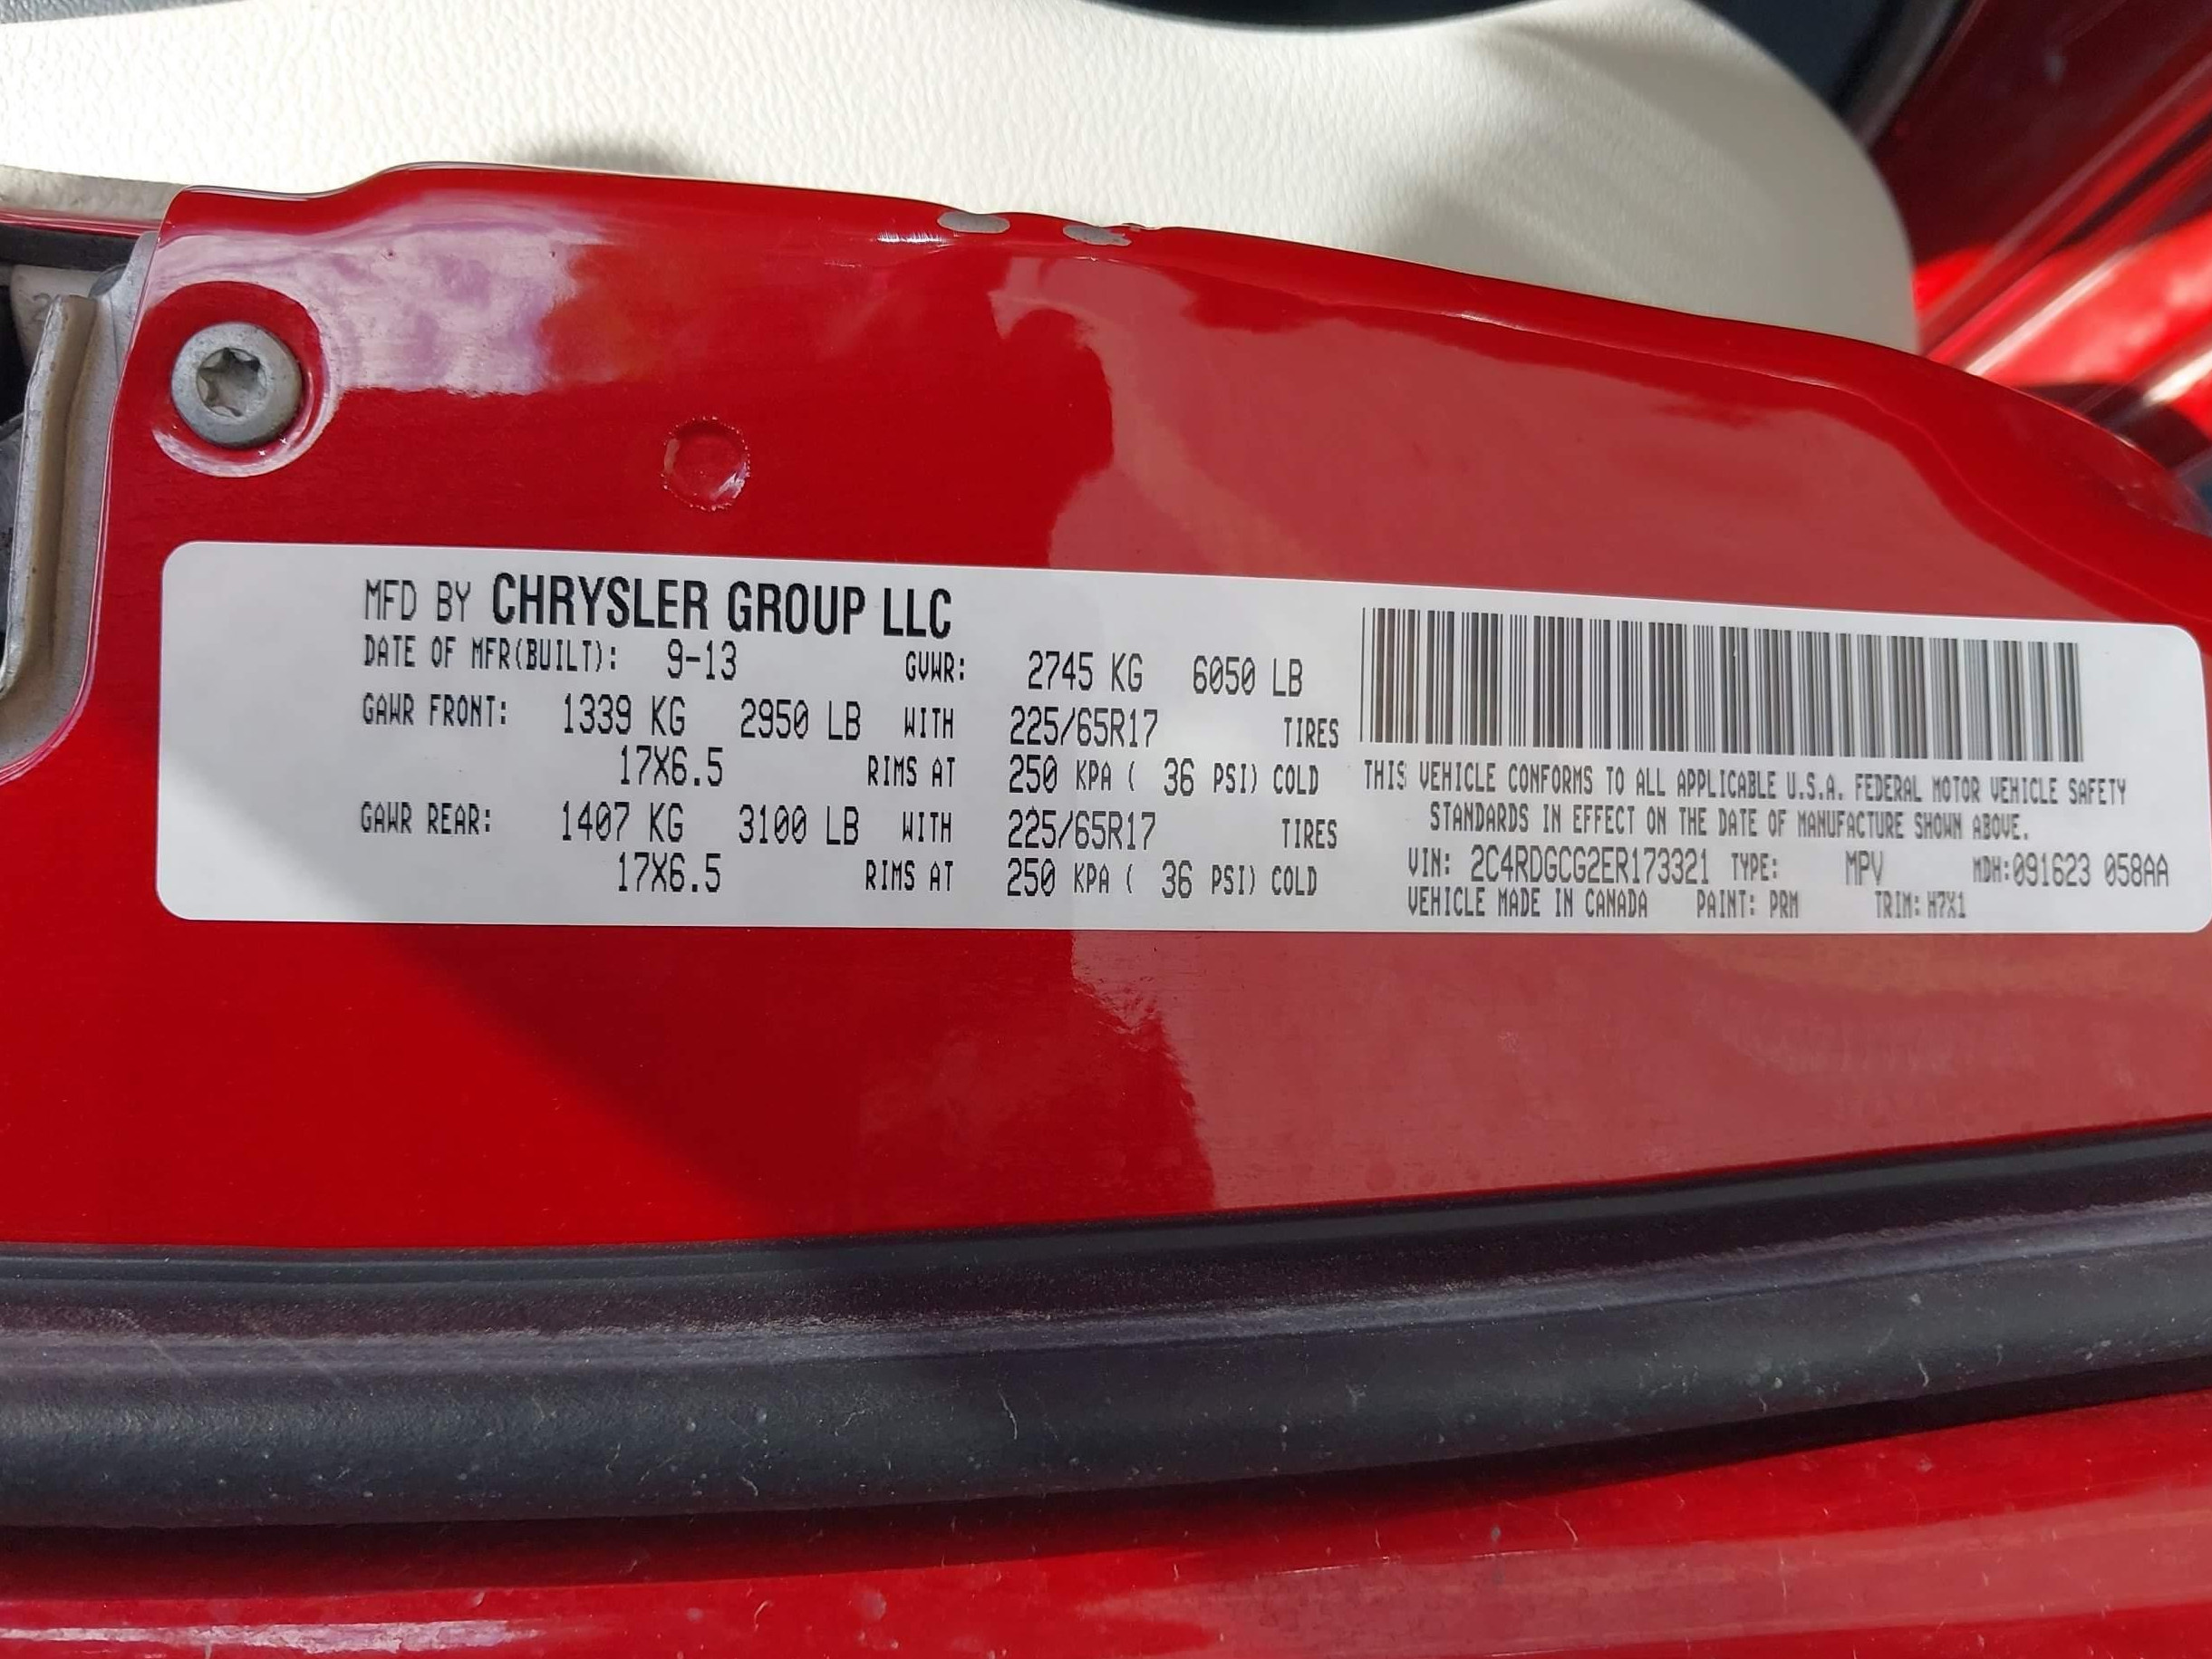 MFD BY CHRYSLER GROUP LLC
DATE OF MFR(BUILT): 9-13 GVWR: 2745 KG 6050 LB
GAWR FRONT: 1339 KG 2950 LB WITH 225/65R17 TIRES
17X6.5 RIMS AT 250 KPA ( 36 PSI) COLD
GAWR REAR: 1407 KG 3100 LB WITH 225/65R17 TIRES
17X6.5 RIMS AT 250 KPA ( 36 PSI) COLD
THIS VEHICLE CONFORMS TO ALL APPLICABLE U.S.A. FEDERAL MOTOR VEHICLE SAFETY
STANDARDS IN EFFECT ON THE DATE OF MANUFACTURE SHOWN ABOVE.
VIN: 2C4RDGCG2ER173321 TYPE: MPV MDH:091623 058AA
VEHICLE MADE IN CANADA PAINT: PRM TRIM: H7X1